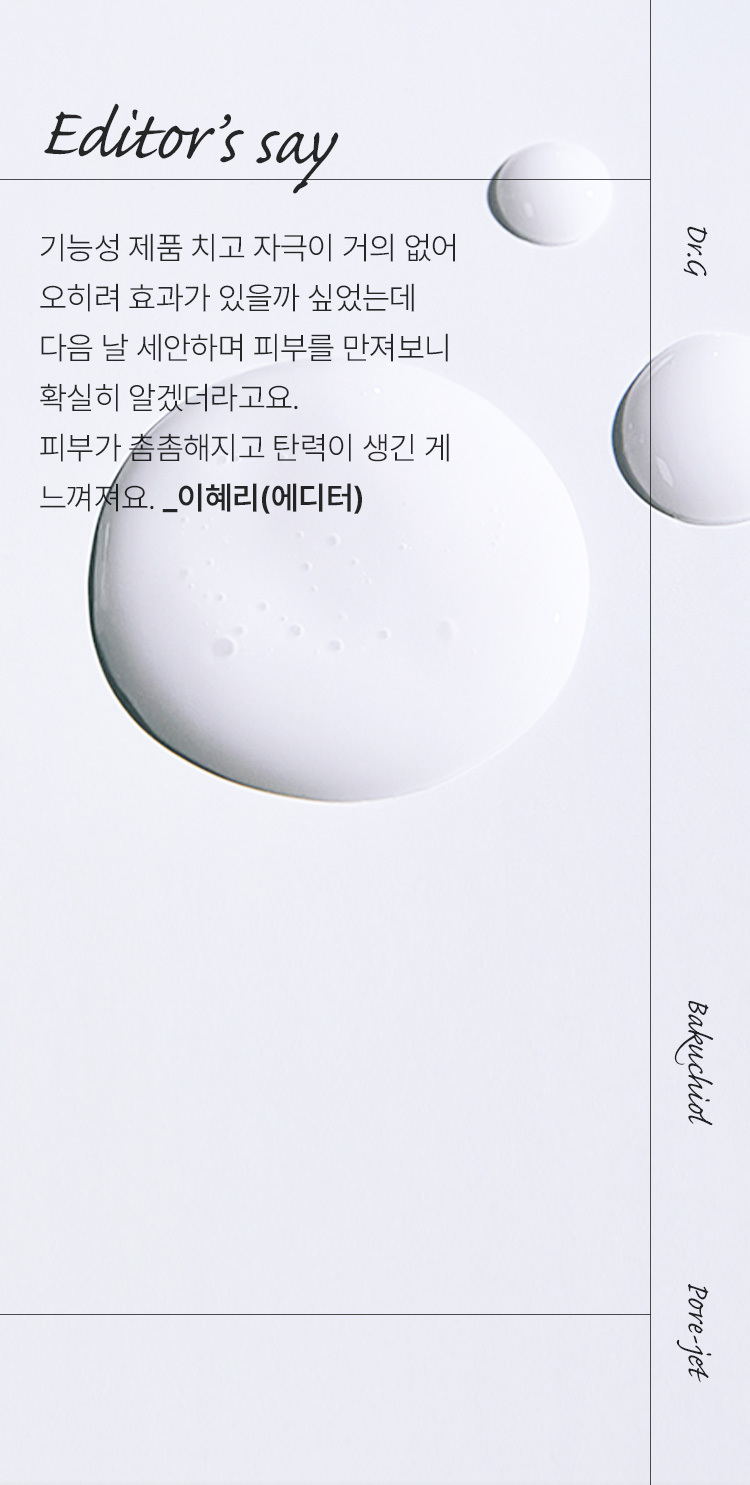 Editor's say
기능성 제품 치고 자극이 거의 없어
오히려 효과가 있을까 싶었는데
다음 날 세안하며 피부를 만져보니
확실히 알겠더라고요.
피부가 촘촘해지고 탄력이 생긴 게
느껴져요. _이혜리(에디터)
Dr.G
Bakuchiol
Pore-jet